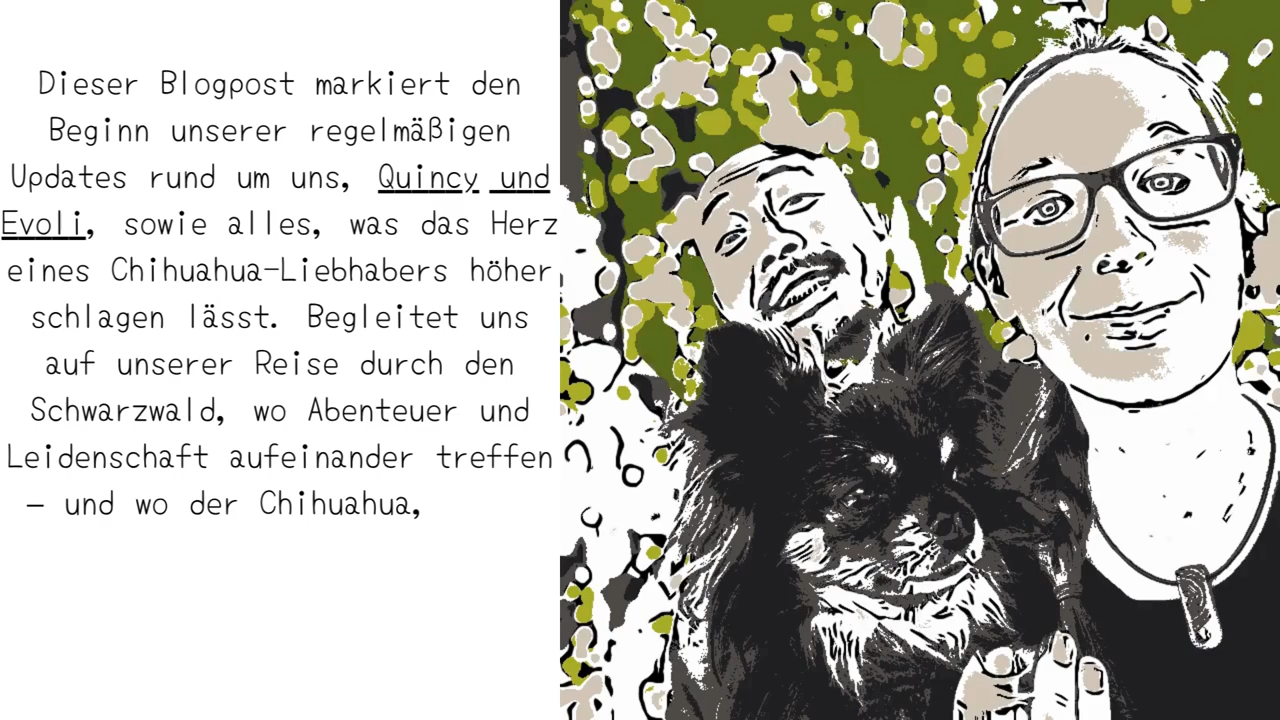 Dieser Blogpost markiert den
Beginn unserer regelmäßigen
Updates rund um uns, Quincy und
Evoli, sowie alles, was das Herz
eines Chihuahua-Liebhabers höher
schlagen lässt. Begleitet uns
auf unserer Reise durch den
Schwarzwald, wo Abenteuer und
Leidenschaft aufeinander treffen
– und wo der Chihuahua,